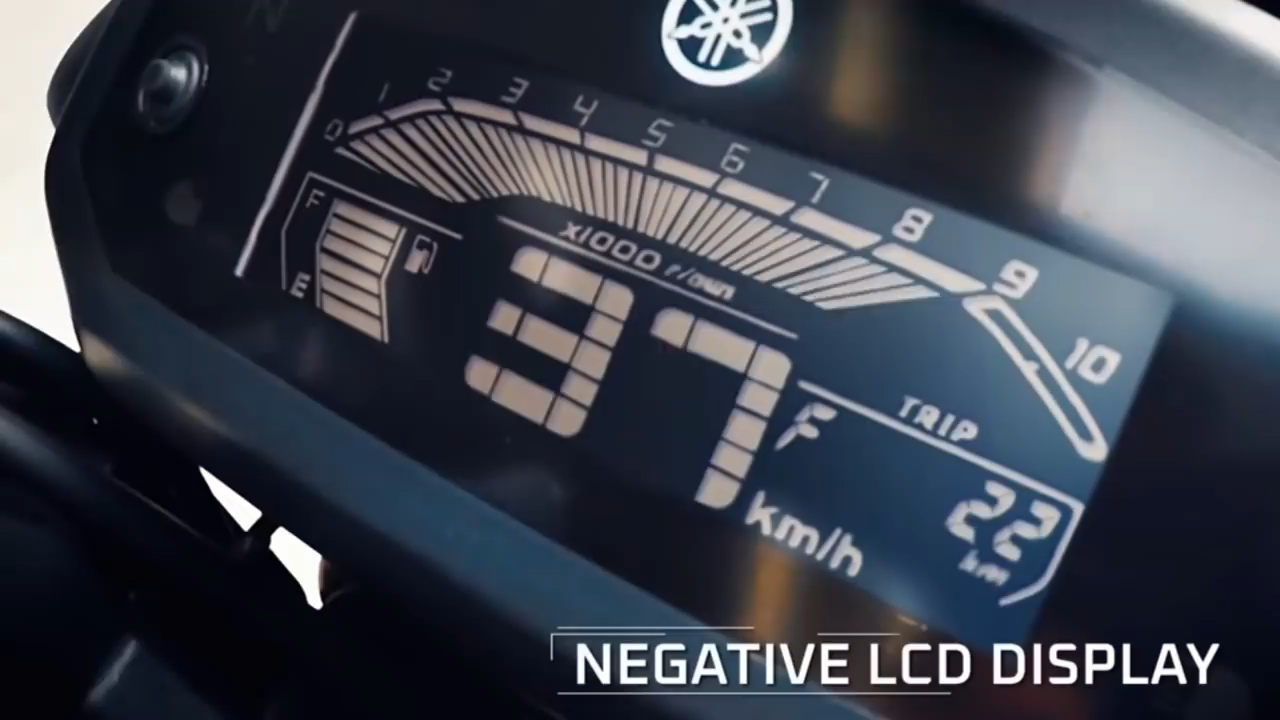 N
0 1 2 3 4 5 6 7 8 9 10
x1000 r/min
F
E
37
km/h
F TRIP
22
km
NEGATIVE LCD DISPLAY